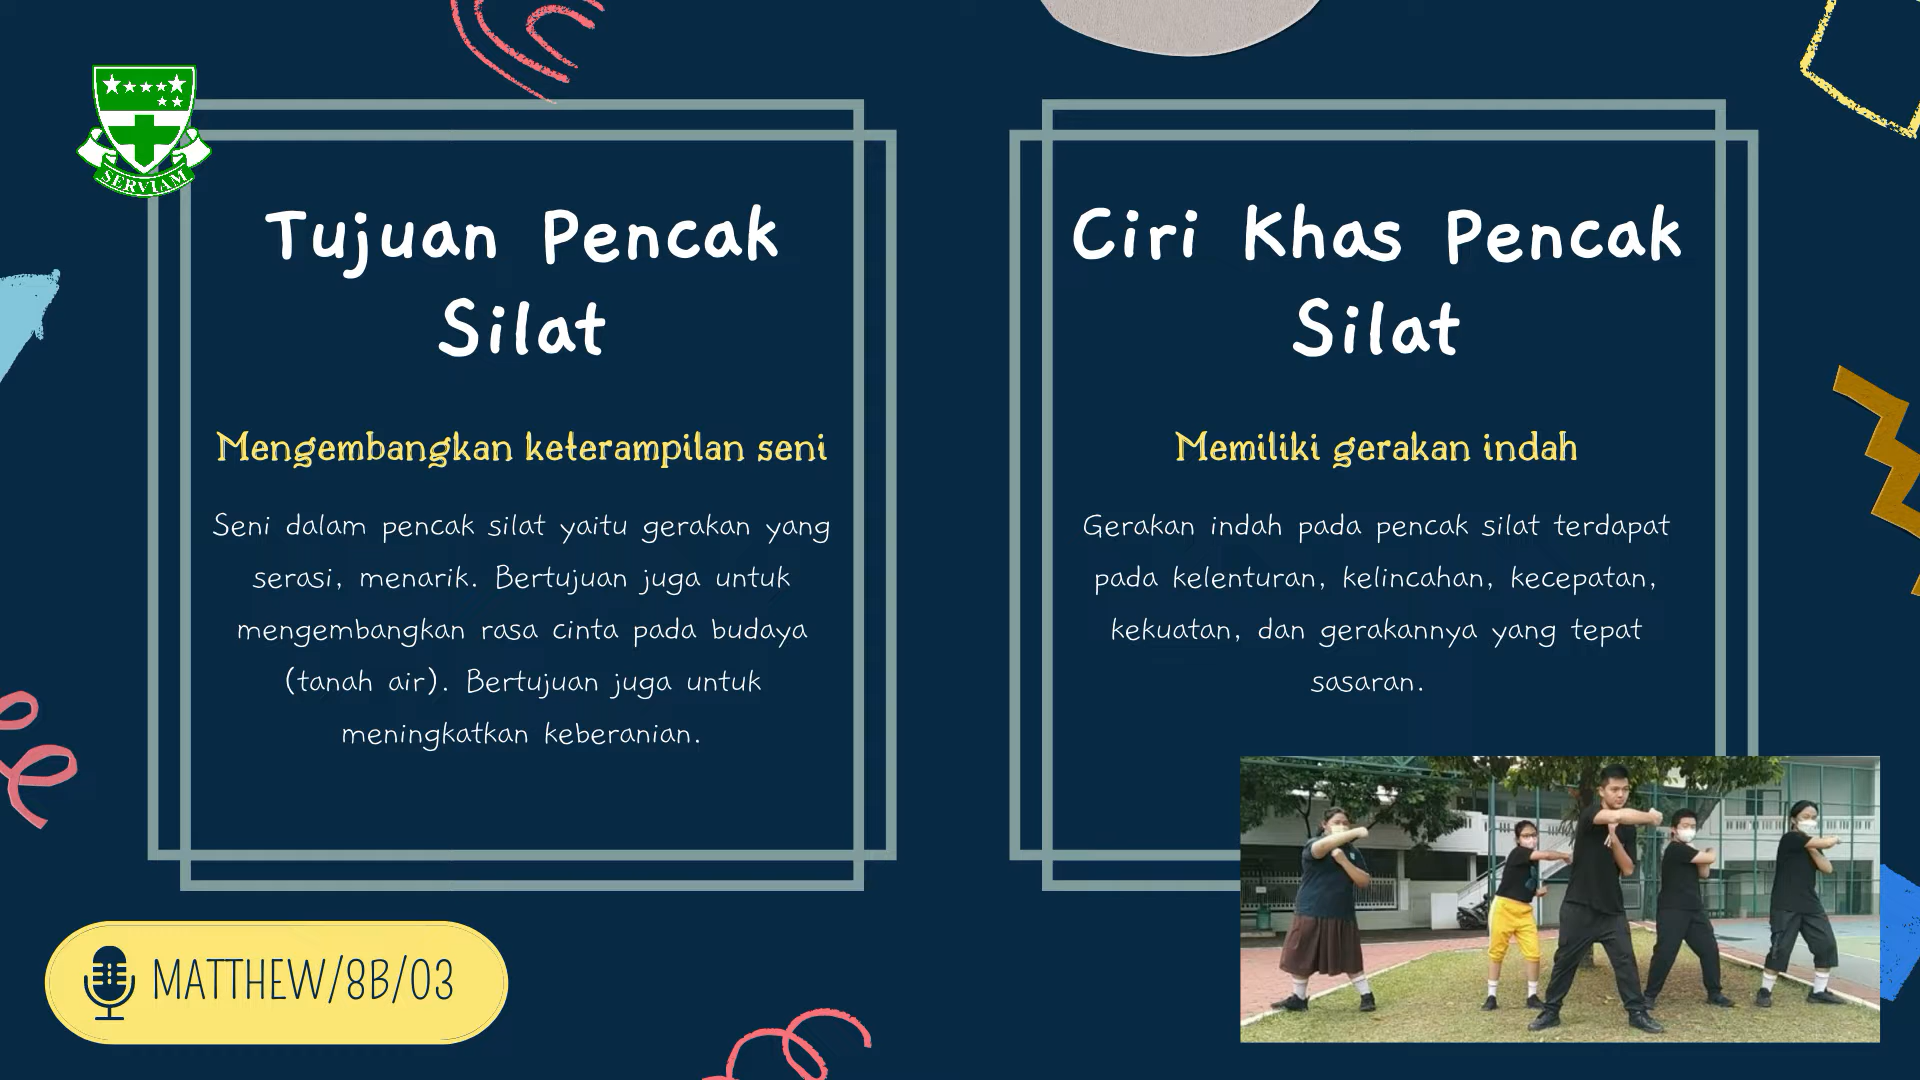 SERVIAM
Tujuan Pencak
Silat
Mengembangkan keterampilan seni
Seni dalam pencak silat yaitu gerakan yang
serasi, menarik. Bertujuan juga untuk
mengembangkan rasa cinta pada budaya
(tanah air). Bertujuan juga untuk
meningkatkan keberanian.
Ciri Khas Pencak
Silat
Memiliki gerakan indah
Gerakan indah pada pencak silat terdapat
pada kelenturan, kelincahan, kecepatan,
kekuatan, dan gerakannya yang tepat
sasaran.
MATTHEW/8B/03